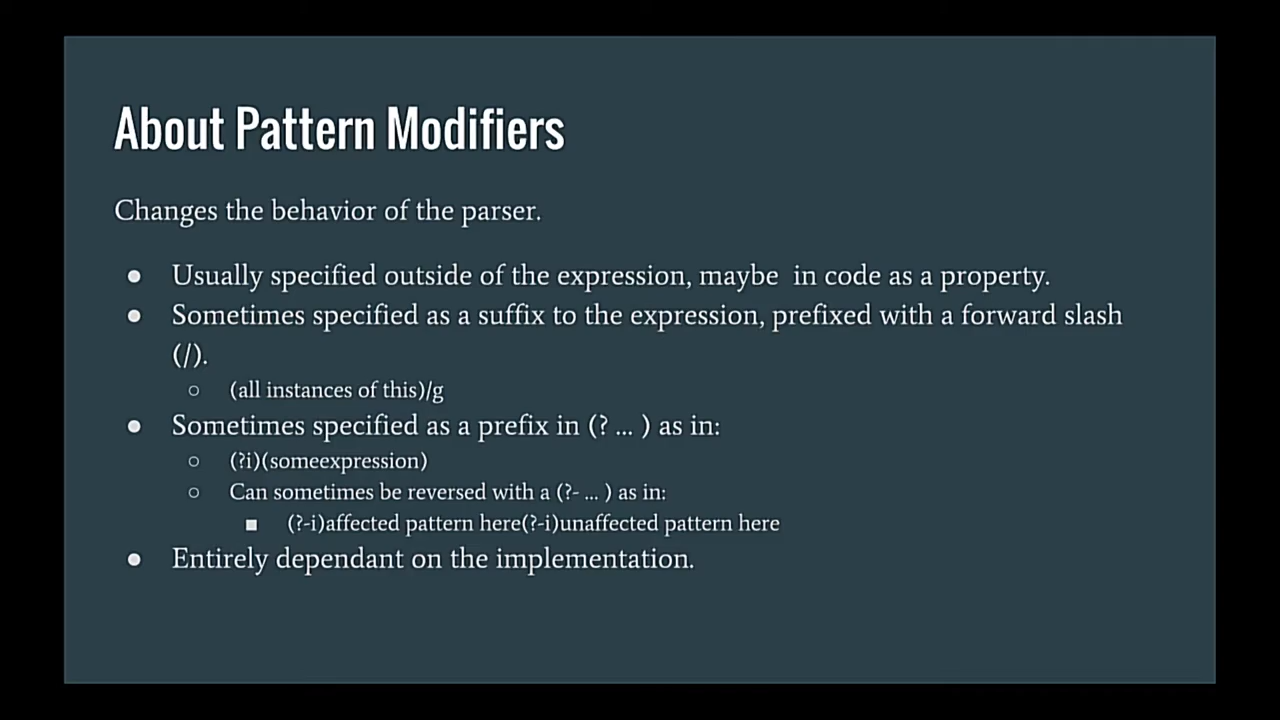 About Pattern Modifiers
Changes the behavior of the parser.
● Usually specified outside of the expression, maybe  in code as a property.
● Sometimes specified as a suffix to the expression, prefixed with a forward slash
(/).
○ (all instances of this)/g
● Sometimes specified as a prefix in (? ... ) as in:
○ (?i)(someexpression)
○ Can sometimes be reversed with a (?- ... ) as in:
■ (?-i)affected pattern here(?-i)unaffected pattern here
● Entirely dependant on the implementation.